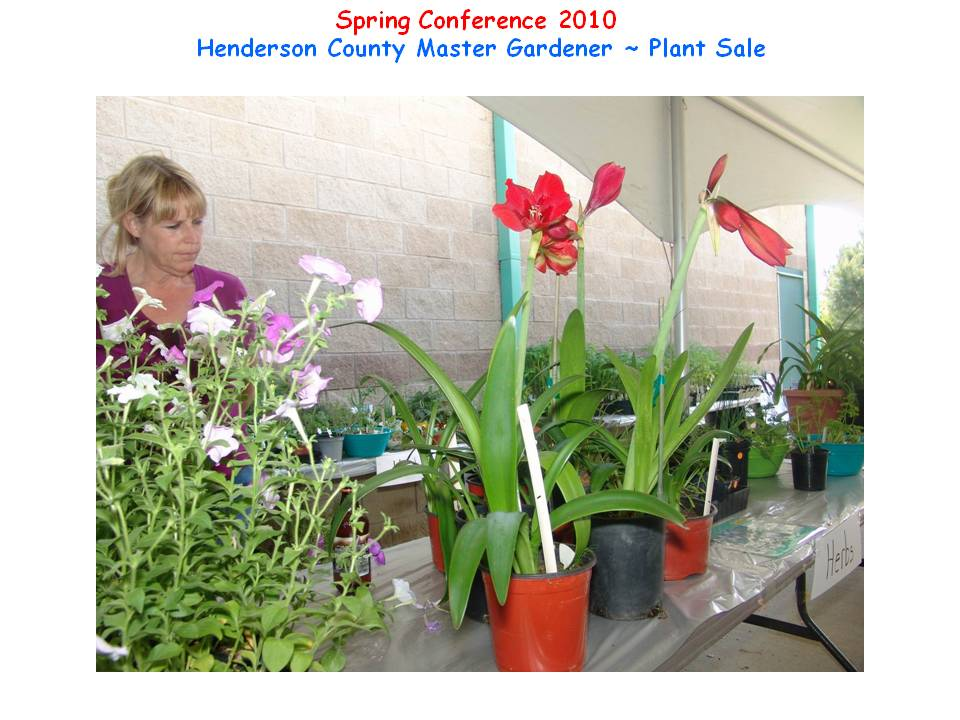 Spring Conference 2010
Henderson County Master Gardener ~ Plant Sale
Herbs